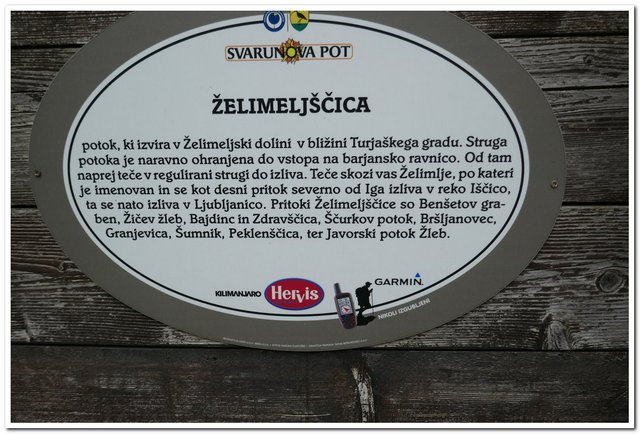 SVARUNOVA POT
ŽELIMELJŠČICA
potok, ki izvira v Želimeljski dolini v bližini Turjaškega gradu. Struga
potoka je naravno ohranjena do vstopa na barjansko ravnico. Od tam
naprej teče v regulirani strugi do izliva. Teče skozi vas Želimlje, po kateri
je imenovan in se kot desni pritok severno od Iga izliva v reko Iščico,
ta se nato izliva v Ljubljanico. Pritoki Želimeljščice so Benšetov gra-
ben, Žičev žleb, Bajdinc in Zdravščica, Ščurkov potok, Bršljanovec,
Granjevica, Šumnik, Peklenščica, ter Javorski potok Žleb.
KILIMANJARO
Hervis
GARMIN.
NIKOLI IZGUBLJENI